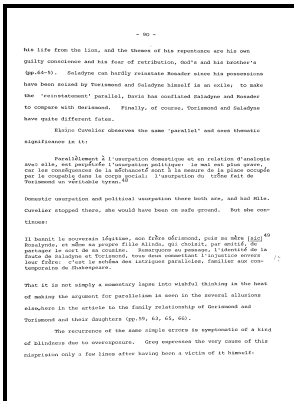 - 90 -
his life from the lion, and the themes of his repentance are his own
guilty conscience and his fear of retribution, God's and his brother's
(pp.64-5). Saladyne can hardly reinstate Rosader since his possessions
have been seized by Torismond and Saladyne himself is an exile; to make
the 'reinstatement' parallel, Davis has conflated Saladyne and Rosader
to compare with Gerismond. Finally, of course, Torismond and Saladyne
have quite different fates.
Eliane Cuvelier observes the same 'parallel' and seen thematic
significance in it:
Parallèlement à l'usurpation domestique et en relation d'analogie
avec elle, est perpétrée l'usurpation politique: le mal est plus grave,
car les conséquences de la méchanceté sont à la mesure de la place occupée
par le coupable dans le corps social: l'usurpation du trône fait de
Torismond un véritable tyran.48
Domestic usurpation and political usurpation there both are, and had Mlle.
Cuvelier stopped there, she would have been on safe ground. But she con-
tinues:
Il bannit le souverain légitime, son frère Gérismond, puis sa nièce [sic] 49
Rosalynde, et même sa propre fille Alinda, qui choisit, par amitié, de
partager le sort de sa cousine. Remarquons au passage, l'identité de la
faute de Saladyne et Torismond, tous deux commettant l'injustice envers
leur frère: c'est le schéma des intrigues parallèles, familier aux con-
temporains de Shakespeare.
That it is not simply a momentary lapse into wishful thinking in the heat
of making the argument for parallelism is seen in the several allusions
elsewhere in the article to the family relationship of Gerismond and
Torismond and their daughters (pp.59, 63, 65, 66).
The recurrence of the same simple errors is symptomatic of a kind
of blindness due to overexposure. Greg expresses the very cause of this
misprision only a few lines after having been a victim of it himself: